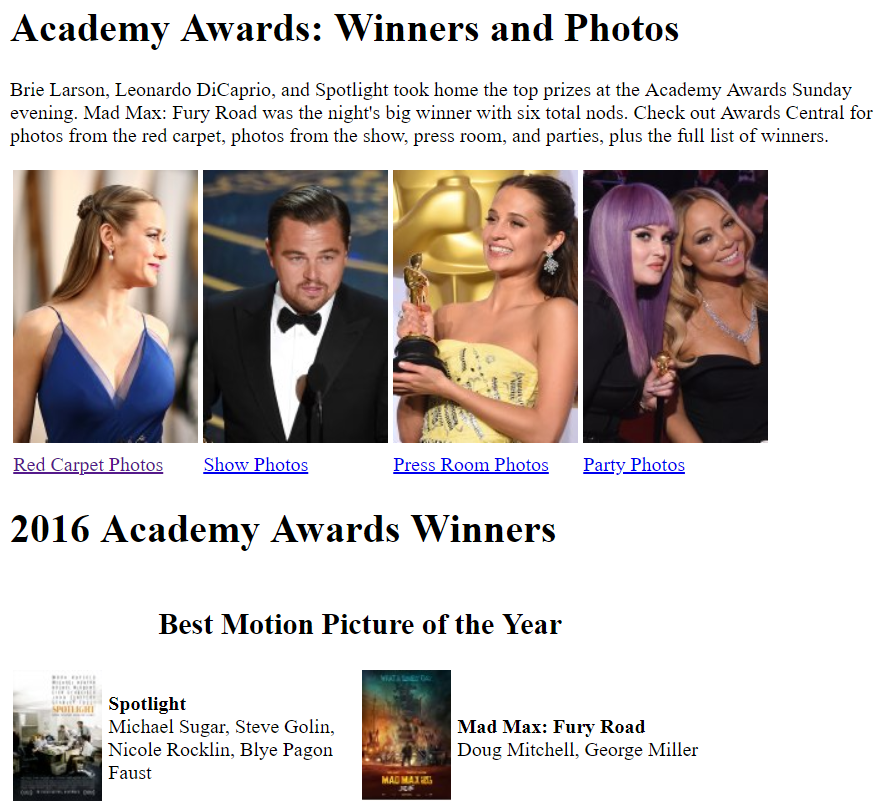 Academy Awards: Winners and Photos
Brie Larson, Leonardo DiCaprio, and Spotlight took home the top prizes at the Academy Awards Sunday
evening. Mad Max: Fury Road was the night's big winner with six total nods. Check out Awards Central for
photos from the red carpet, photos from the show, press room, and parties, plus the full list of winners.
Red Carpet Photos
Show Photos
Press Room Photos
Party Photos
2016 Academy Awards Winners
Best Motion Picture of the Year
SPOTLIGHT
Spotlight
Michael Sugar, Steve Golin,
Nicole Rocklin, Blye Pagon
Faust
MAD MAX
Mad Max: Fury Road
Doug Mitchell, George Miller